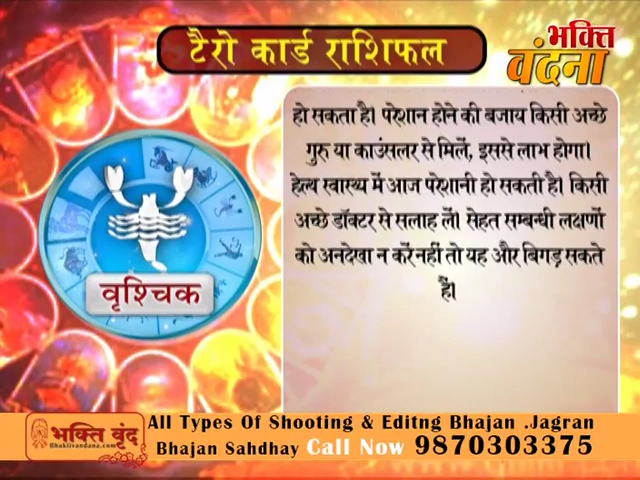 टैरो कार्ड राशिफल
भक्ति
वंदना
हो सकता है। परेशान होने की बजाय किसी अच्छे
गुरु या काउंसलर से मिलें, इससे लाभ होगा।
हेल्थ स्वास्थ्य में आज परेशानी हो सकती है। किसी
अच्छे डॉक्टर से सलाह लें। सेहत सम्बन्धी लक्षणों
को अनदेखा न करें नहीं तो यह और बिगड़ सकते
हैं।
वृश्चिक
भक्ति वृंद
Bhaktivandana.com
All Types Of Shooting & Editng Bhajan .Jagran
Bhajan Sahdhay Call Now 9870303375